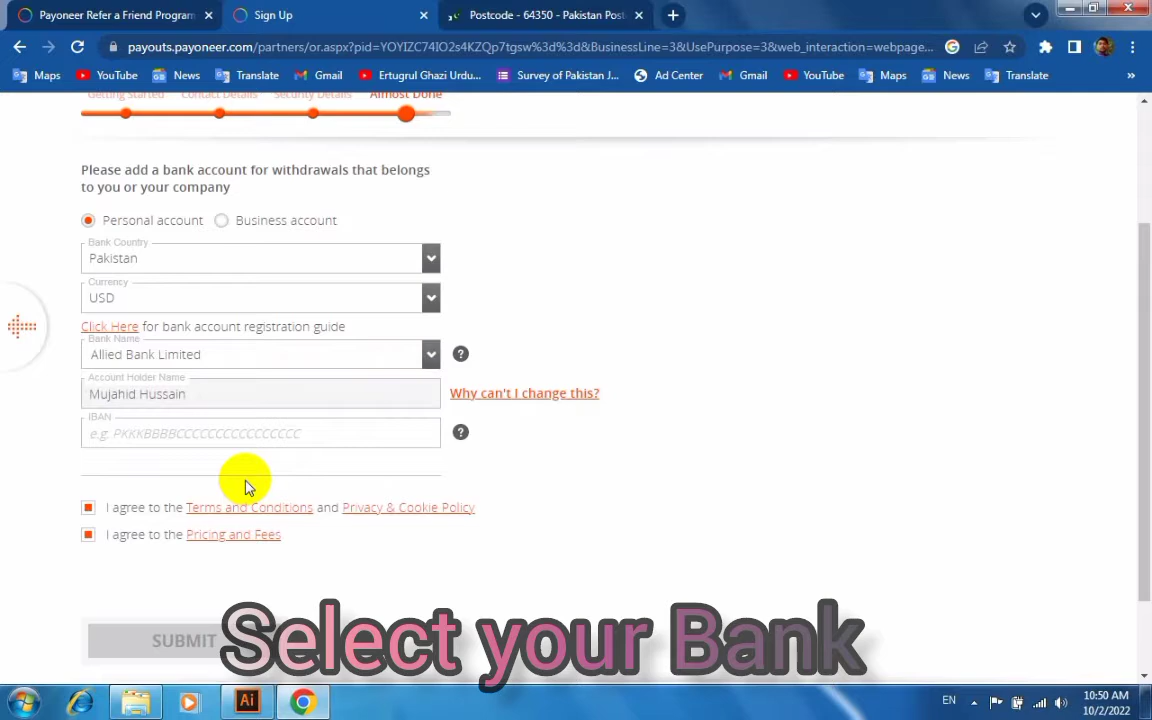 Payoneer Refer a Friend Program
Sign Up
Postcode - 64350 - Pakistan Post
payouts.payoneer.com/partners/or.aspx?pid=YOYIZC74IO2s4KZQp7tgsw%3d%3d&BusinessLine=3&UsePurpose=3&web_interaction=webpage...
Maps YouTube News Translate Gmail Ertugrul Ghazi Urdu... Survey of Pakistan J... Ad Center Gmail YouTube Maps News Translate »
Getting Started Contact Details Security Details Almost Done
Please add a bank account for withdrawals that belongs
to you or your company
Personal account Business account
Bank Country
Pakistan
Currency
USD
Click Here for bank account registration guide
Bank Name
Allied Bank Limited
?
Account Holder Name
Mujahid Hussain
Why can't I change this?
IBAN
e.g. PKKKBBBBCCCCCCCCCCCCCCCC
?
I agree to the Terms and Conditions and Privacy & Cookie Policy
I agree to the Pricing and Fees
SUBMIT
Select your Bank
Ai
EN
10:50 AM
10/2/2022